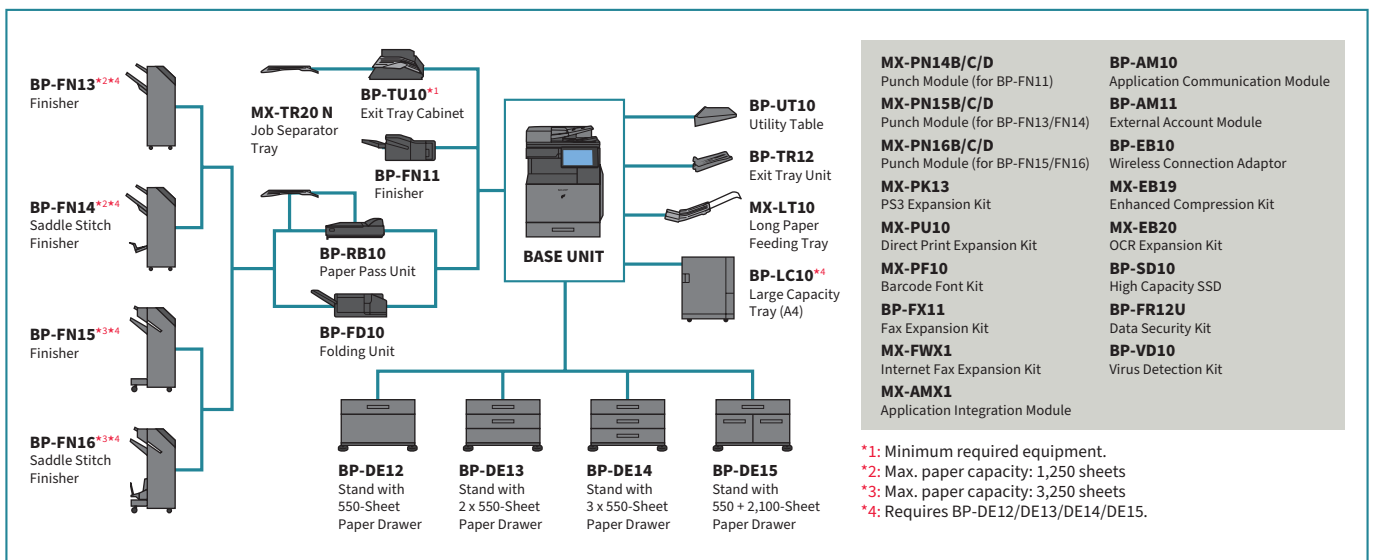 BP-FN13*2*4
Finisher
BP-FN14*2*4
Saddle Stitch
Finisher
BP-FN15*3*4
Finisher
BP-FN16*3*4
Saddle Stitch
Finisher
MX-TR20 N
Job Separator
Tray
BP-TU10*1
Exit Tray Cabinet
BP-FN11
Finisher
BP-RB10
Paper Pass Unit
BP-FD10
Folding Unit
BASE UNIT
BP-UT10
Utility Table
BP-TR12
Exit Tray Unit
MX-LT10
Long Paper
Feeding Tray
BP-LC10*4
Large Capacity
Tray (A4)
BP-DE12
Stand with
550-Sheet
Paper Drawer
BP-DE13
Stand with
2 x 550-Sheet
Paper Drawer
BP-DE14
Stand with
3 x 550-Sheet
Paper Drawer
BP-DE15
Stand with
550 + 2,100-Sheet
Paper Drawer
MX-PN14B/C/D
Punch Module (for BP-FN11)
MX-PN15B/C/D
Punch Module (for BP-FN13/FN14)
MX-PN16B/C/D
Punch Module (for BP-FN15/FN16)
MX-PK13
PS3 Expansion Kit
MX-PU10
Direct Print Expansion Kit
MX-PF10
Barcode Font Kit
BP-FX11
Fax Expansion Kit
MX-FWX1
Internet Fax Expansion Kit
MX-AMX1
Application Integration Module
BP-AM10
Application Communication Module
BP-AM11
External Account Module
BP-EB10
Wireless Connection Adaptor
MX-EB19
Enhanced Compression Kit
MX-EB20
OCR Expansion Kit
BP-SD10
High Capacity SSD
BP-FR12U
Data Security Kit
BP-VD10
Virus Detection Kit
*1: Minimum required equipment.
*2: Max. paper capacity: 1,250 sheets
*3: Max. paper capacity: 3,250 sheets
*4: Requires BP-DE12/DE13/DE14/DE15.